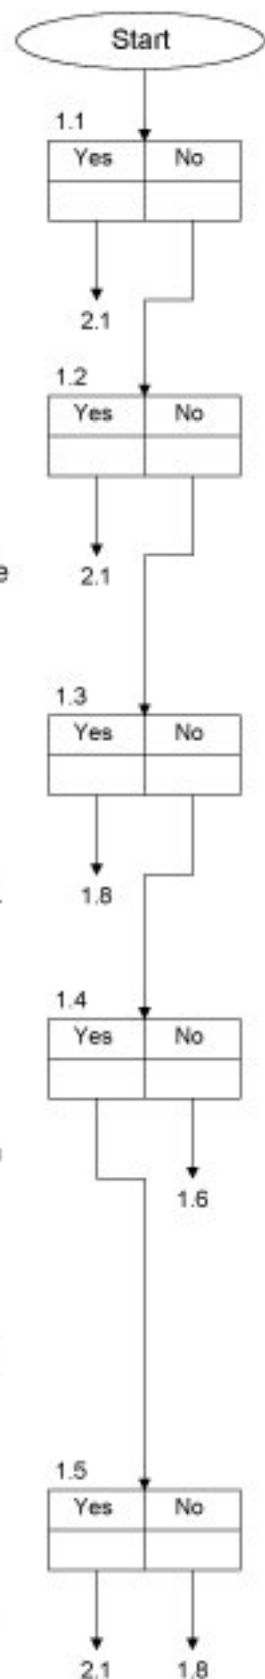 Start
1.1
Yes No
2.1
1.2
Yes No
2.1
1.3
Yes No
1.8
1.4
Yes No
1.6
1.5
Yes No
2.1 1.8